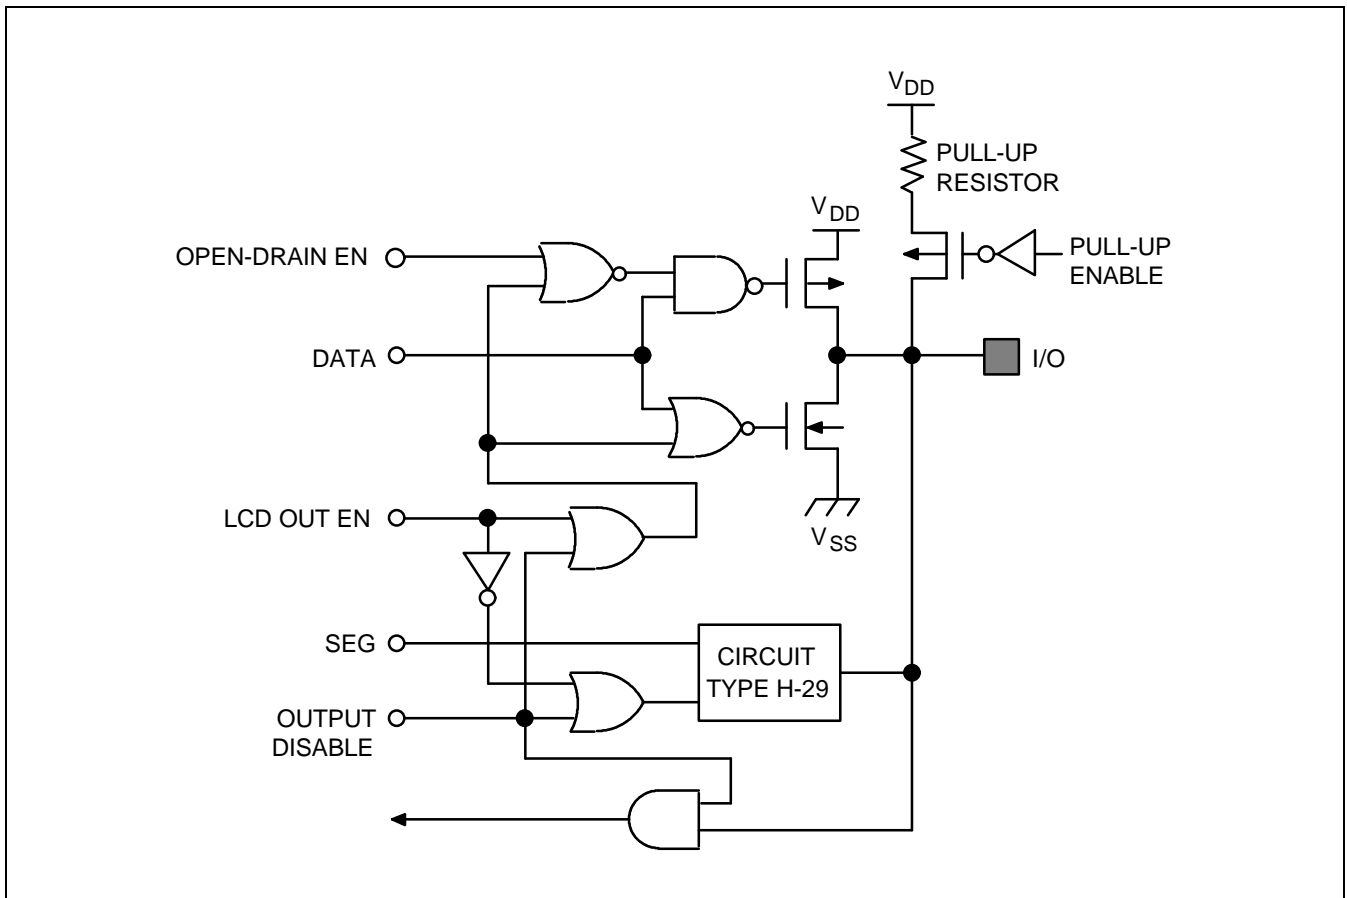 VDD
PULL-UP
RESISTOR
VDD
OPEN-DRAIN EN
PULL-UP
ENABLE
DATA
I/O
LCD OUT EN
VSS
SEG
CIRCUIT
TYPE H-29
OUTPUT
DISABLE